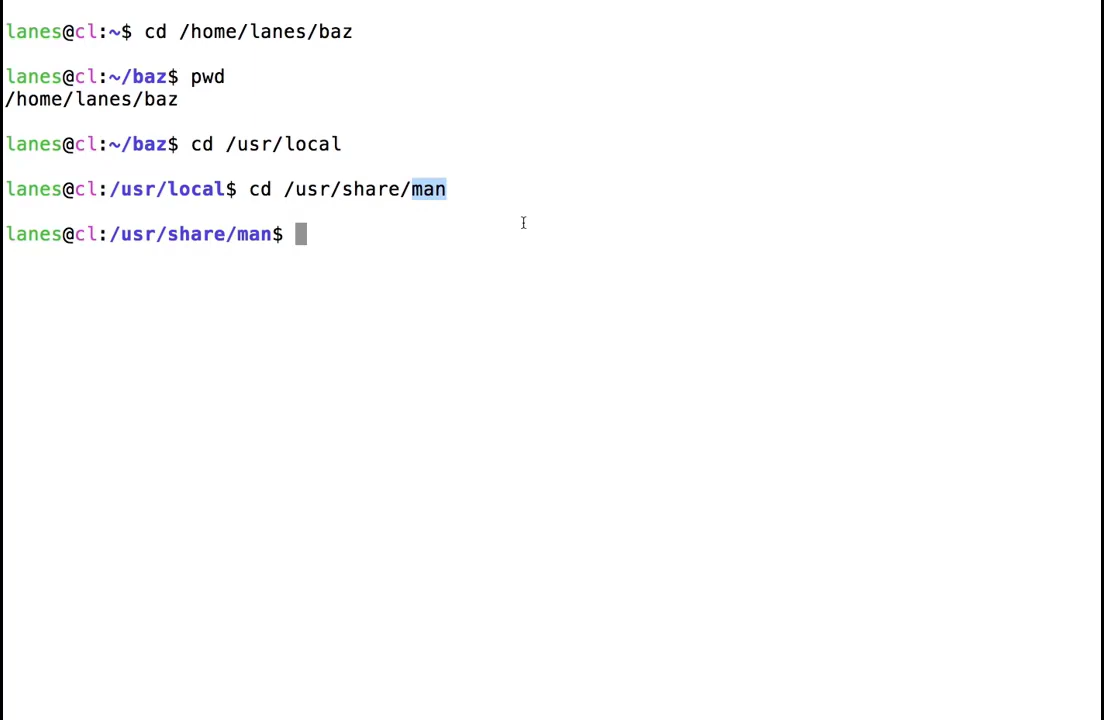 lanes@cl:~$ cd /home/lanes/baz
lanes@cl:~/baz$ pwd
/home/lanes/baz
lanes@cl:~/baz$ cd /usr/local
lanes@cl:/usr/local$ cd /usr/share/man
lanes@cl:/usr/share/man$